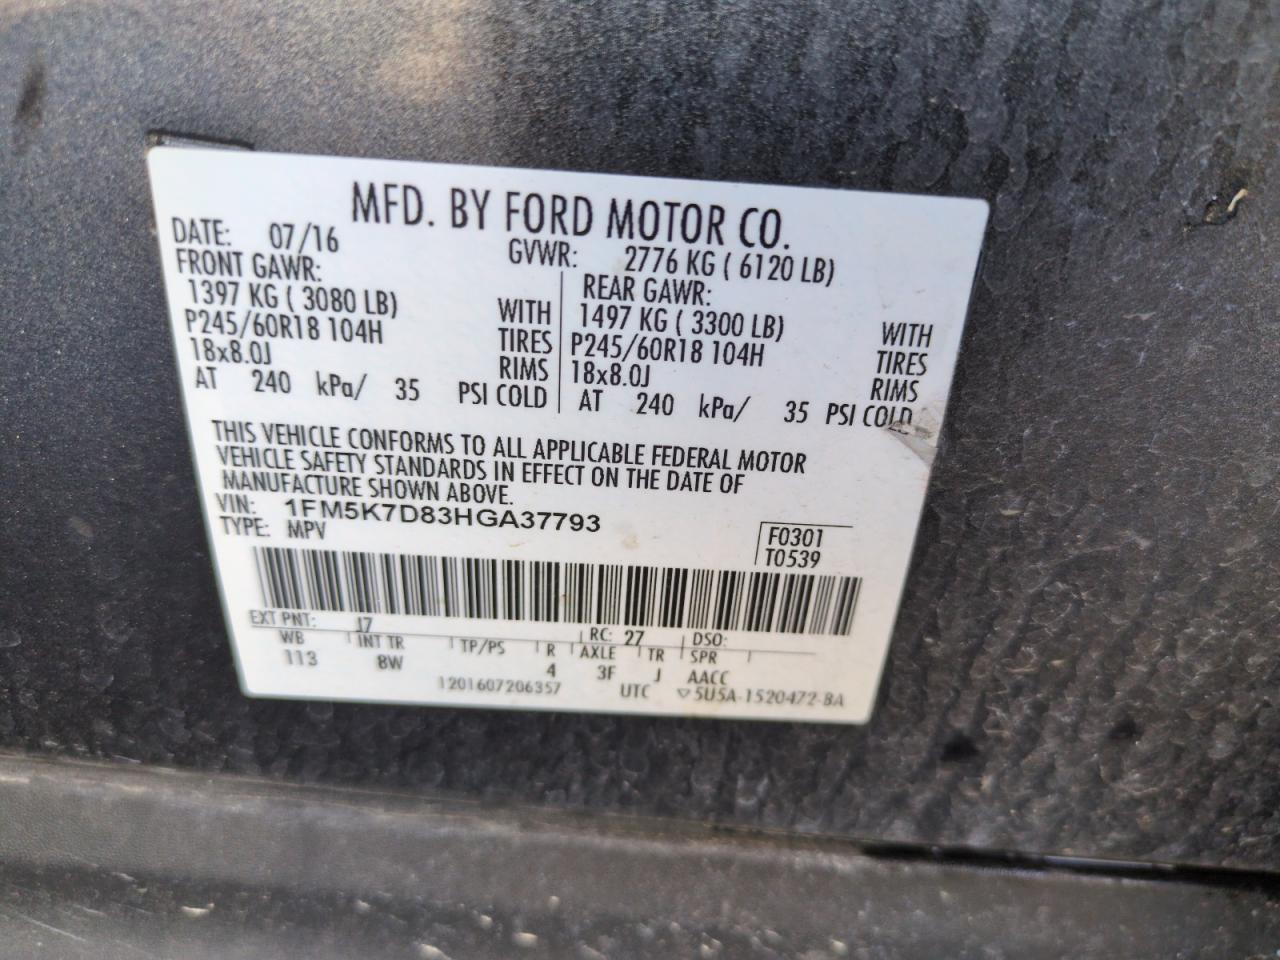 MFD. BY FORD MOTOR CO.
DATE: 07/16 GVWR: 2776 KG ( 6120 LB)
FRONT GAWR: REAR GAWR:
1397 KG ( 3080 LB) WITH 1497 KG ( 3300 LB) WITH
P245/60R18 104H TIRES P245/60R18 104H TIRES
18x8.0J RIMS 18x8.0J RIMS
AT 240 kPa/ 35 PSI COLD AT 240 kPa/ 35 PSI COLD
THIS VEHICLE CONFORMS TO ALL APPLICABLE FEDERAL MOTOR
VEHICLE SAFETY STANDARDS IN EFFECT ON THE DATE OF
MANUFACTURE SHOWN ABOVE.
VIN: 1FM5K7D83HGA37793
TYPE: MPV
F0301
T0539
EXT PNT: J7 RC: 27 DSO:
WB INT TR TP/PS R AXLE TR SPR
113 8W 4 3F J AACC
1201607206357 UTC ▽5U5A-1520472-BA